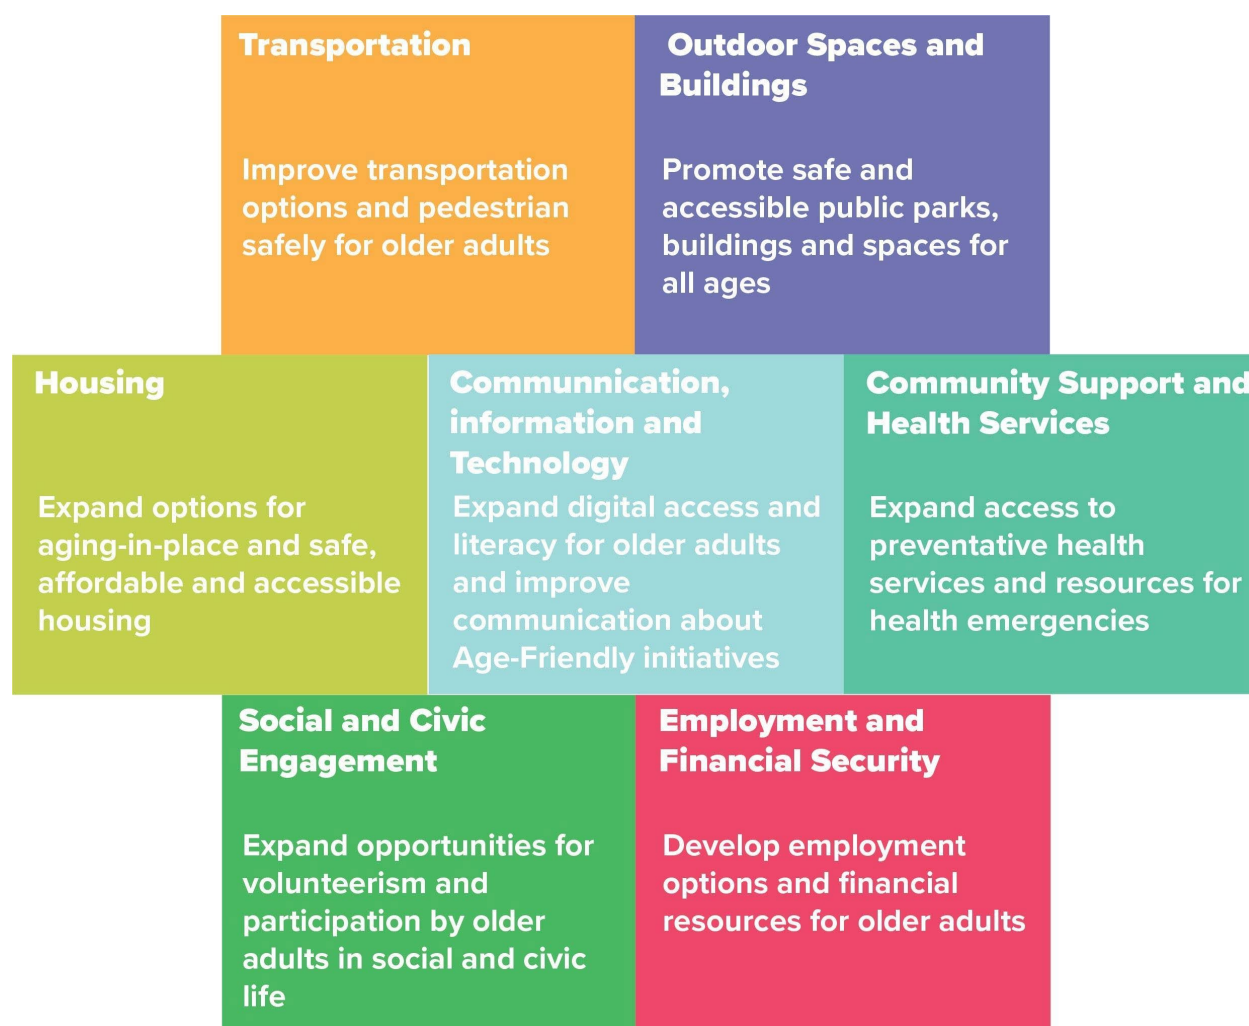 Transportation
Improve transportation
options and pedestrian
safely for older adults
Outdoor Spaces and
Buildings
Promote safe and
accessible public parks,
buildings and spaces for
all ages
Housing
Expand options for
aging-in-place and safe,
affordable and accessible
housing
Communnication,
information and
Technology
Expand digital access and
literacy for older adults
and improve
communication about
Age-Friendly initiatives
Community Support and
Health Services
Expand access to
preventative health
services and resources for
health emergencies
Social and Civic
Engagement
Expand opportunities for
volunteerism and
participation by older
adults in social and civic
life
Employment and
Financial Security
Develop employment
options and financial
resources for older adults